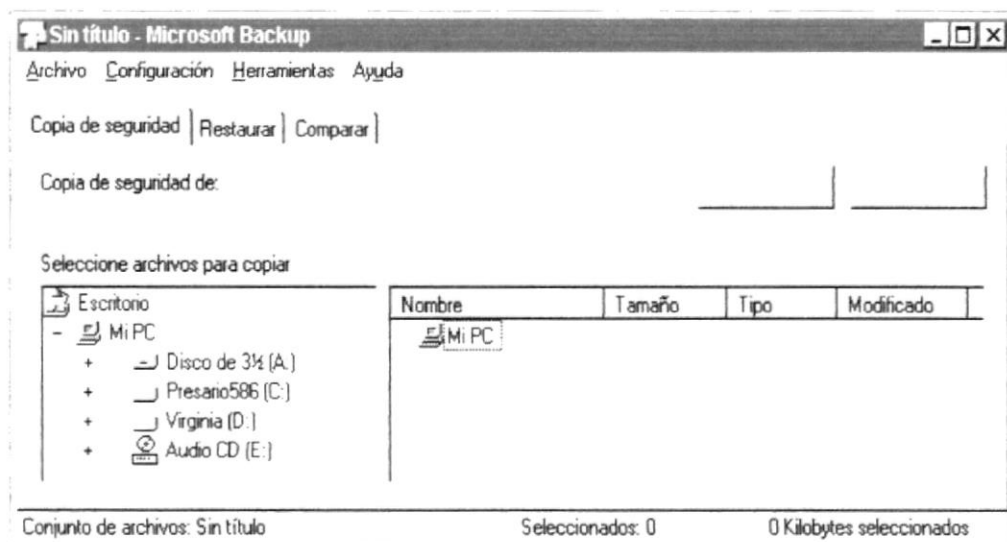 Sin título - Microsoft Backup
Archivo Configuración Herramientas Ayuda
Copia de seguridad Restaurar Comparar
Copia de seguridad de:
Seleccione archivos para copiar
Escritorio
Nombre Tamaño Tipo Modificado
- Mi PC
Mi PC
+ Disco de 3½ (A:)
+ Presario586 (C:)
+ Virginia (D:)
+ Audio CD (E:)
Conjunto de archivos: Sin título Seleccionados: 0 0 Kilobytes seleccionados